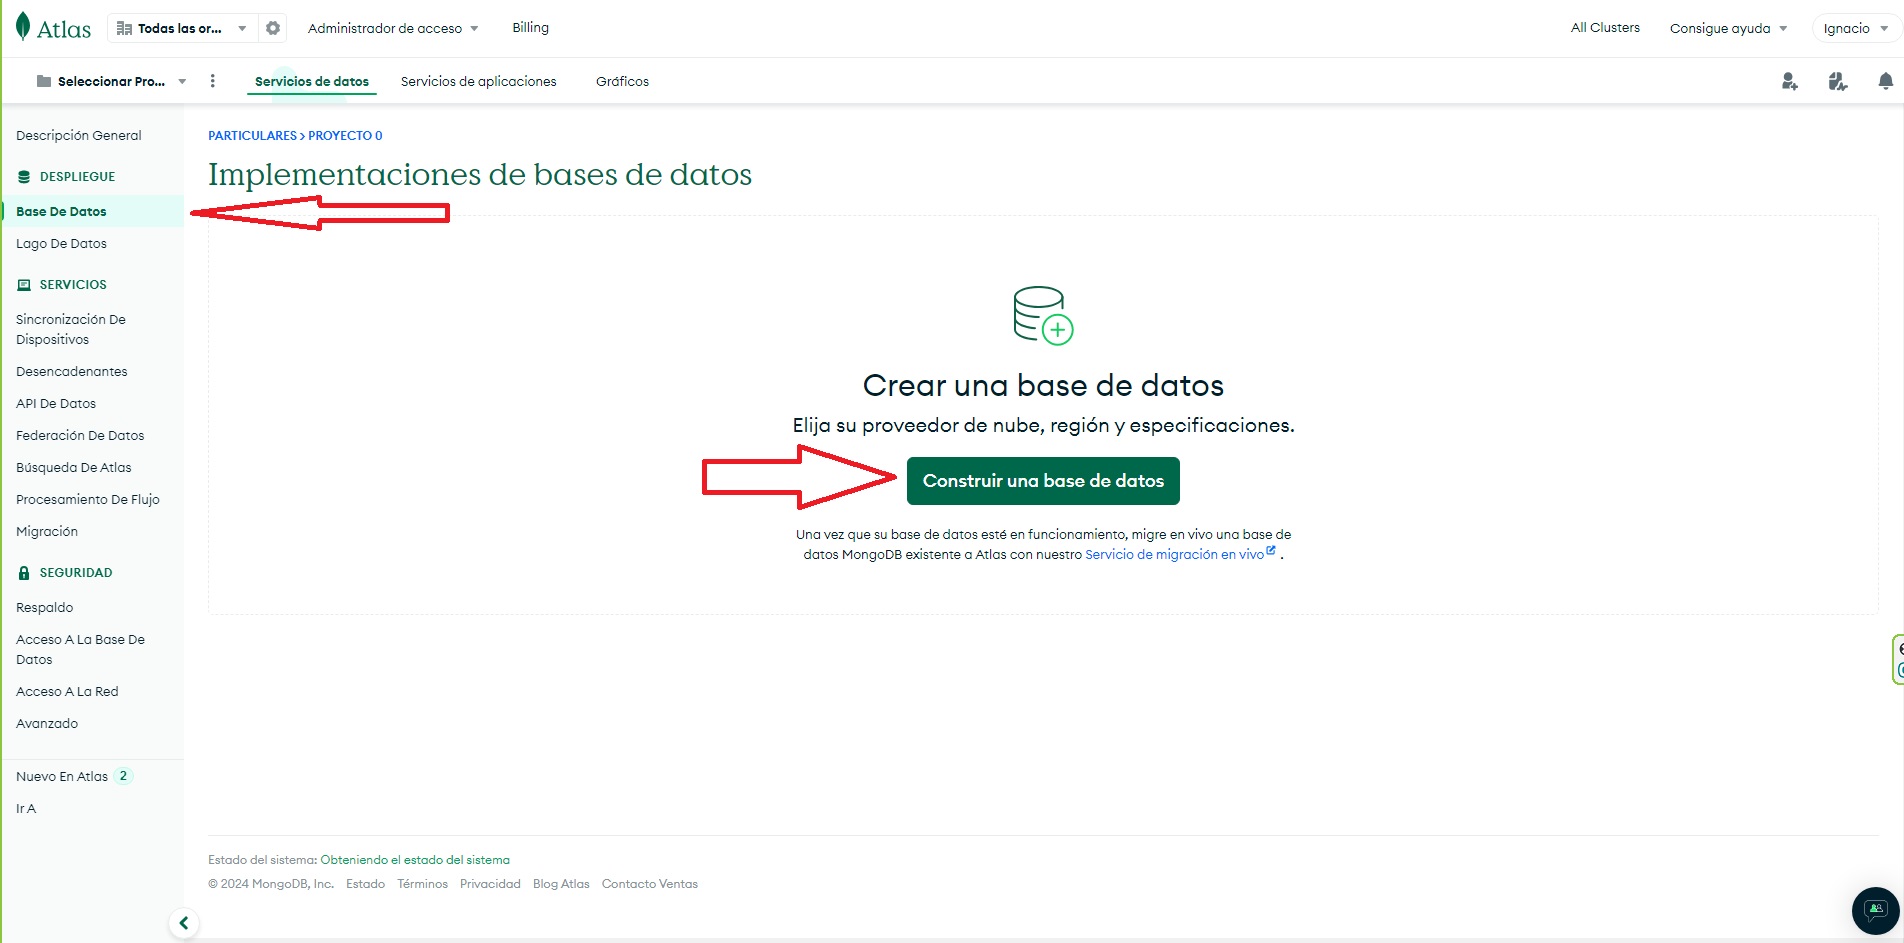 Atlas
Todas las or...
Administrador de acceso
Billing
All Clusters
Consigue ayuda
Ignacio
Seleccionar Pro...
Servicios de datos
Servicios de aplicaciones
Gráficos
Descripción General
DESPLIEGUE
Base De Datos
Lago De Datos
SERVICIOS
Sincronización De
Dispositivos
Desencadenantes
API De Datos
Federación De Datos
Búsqueda De Atlas
Procesamiento De Flujo
Migración
SEGURIDAD
Respaldo
Acceso A La Base De
Datos
Acceso A La Red
Avanzado
Nuevo En Atlas 2
Ir A
PARTICULARES > PROYECTO 0
Implementaciones de bases de datos
Crear una base de datos
Elija su proveedor de nube, región y especificaciones.
Construir una base de datos
Una vez que su base de datos esté en funcionamiento, migre en vivo una base de
datos MongoDB existente a Atlas con nuestro Servicio de migración en vivo .
Estado del sistema: Obteniendo el estado del sistema
© 2024 MongoDB, Inc. Estado Términos Privacidad Blog Atlas Contacto Ventas